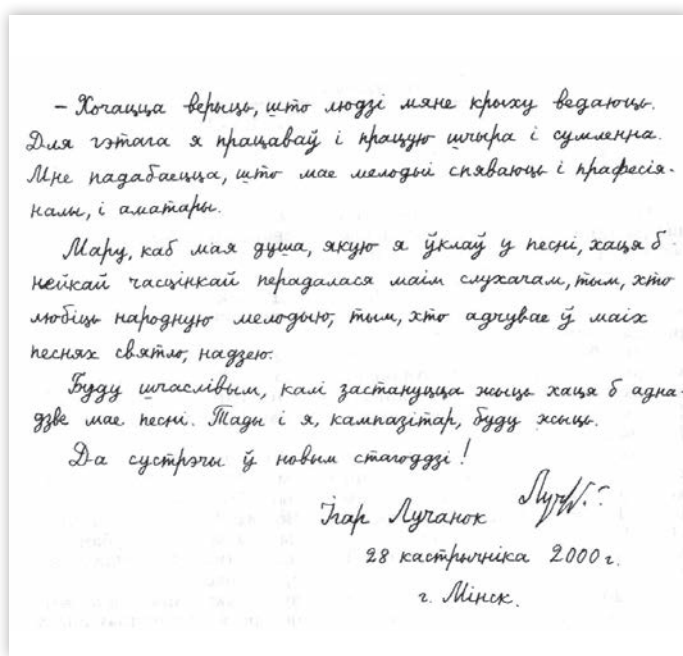 – Хочацца верыць, што людзі мяне крыху ведаюць.
Для гэтага я працаваў і працую шчыра і сумленна.
Мне падабаецца, што мае мелодыі спяваюць і прафесія-
налы, і аматары.
Мару, каб мая душа, якую я ўклаў у песні, хаця б
нейкай часцінкай перадалася маім слухачам, тым, хто
любіць народную мелодыю, тым, хто адчувае ў маіх
песнях святло, надзею.
Буду шчаслівым, калі застануцца жыць хаця б адна-
дзве мае песні. Тады і я, кампазітар, буду жыць.
Да сустрэчы ў новым стагоддзі!
Ігар Лучанок
28 кастрычніка 2000 г.
г. Мінск.